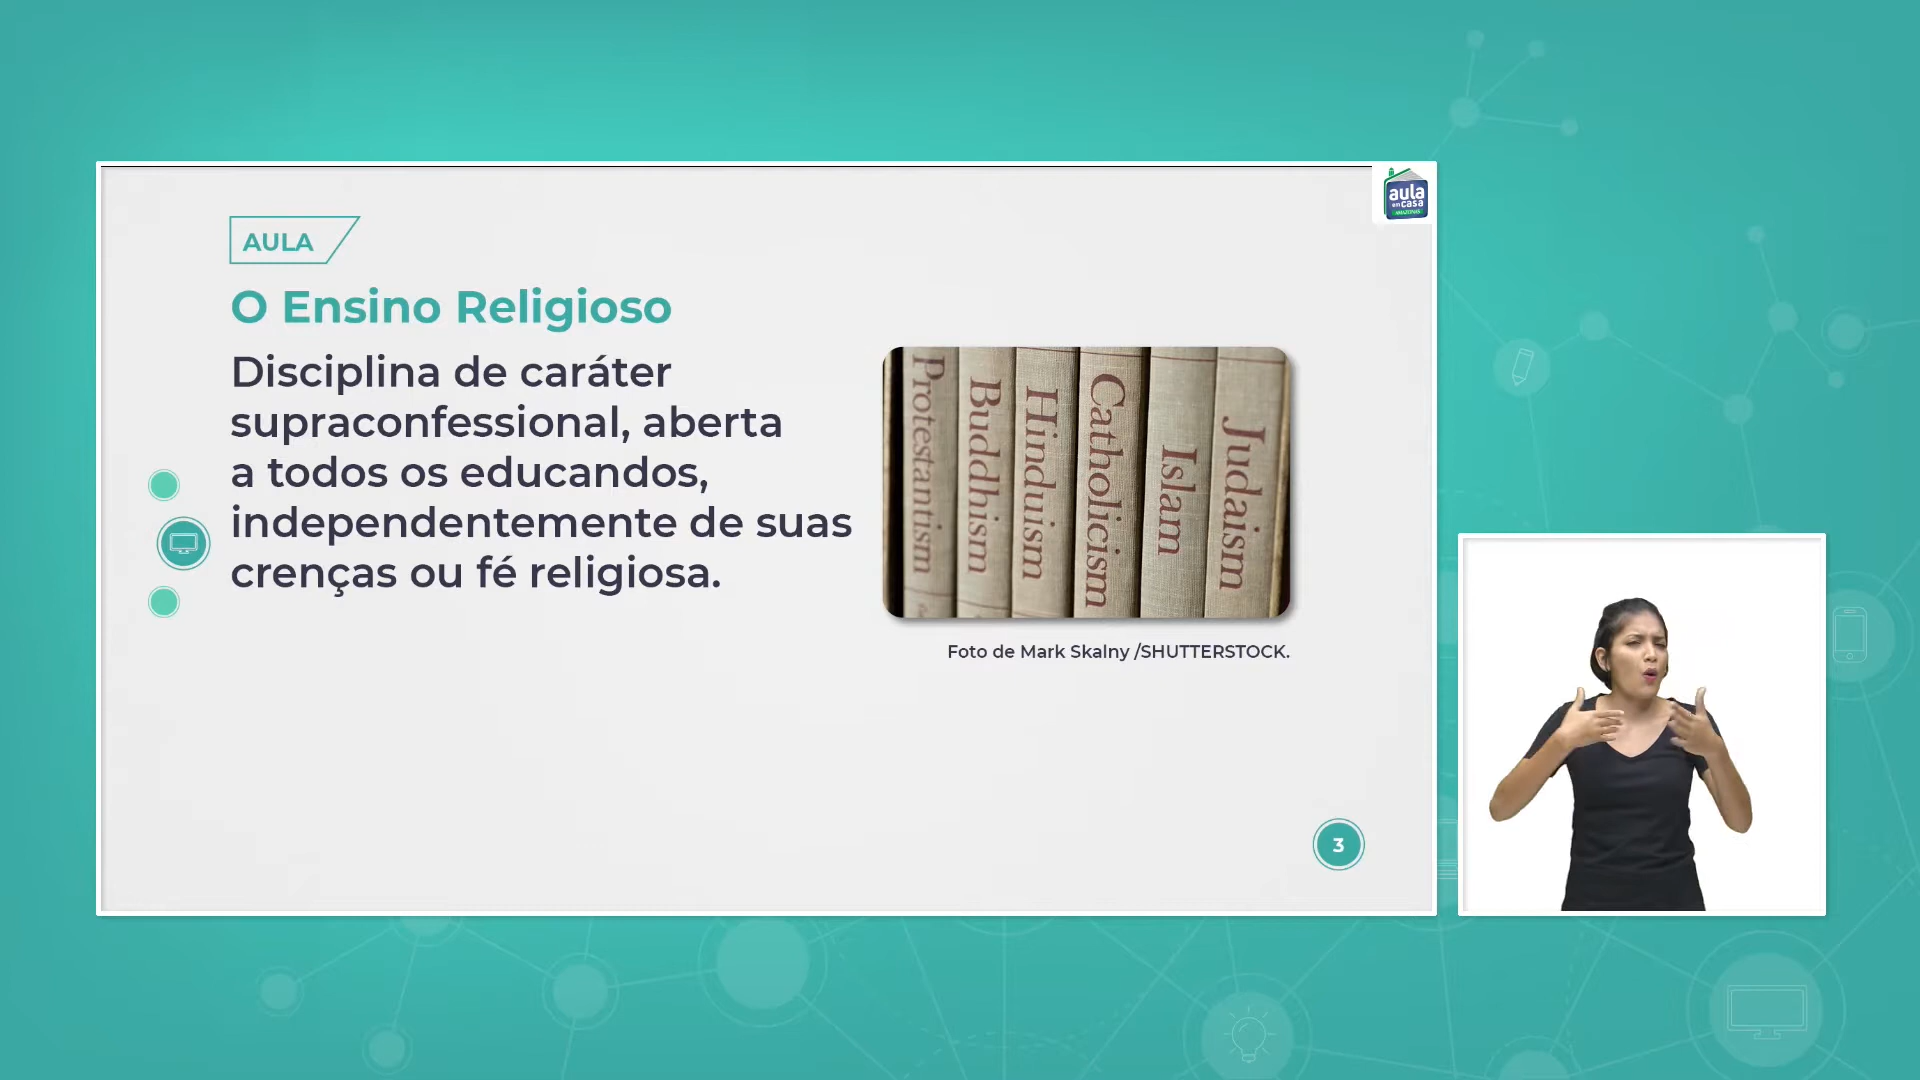 aula
em casa
AMAZONAS
AULA
O Ensino Religioso
Disciplina de caráter
supraconfessional, aberta
a todos os educandos,
independentemente de suas
crenças ou fé religiosa.
Protestantism
Buddhism
Hinduism
Catholicism
Islam
Judaism
Foto de Mark Skalny /SHUTTERSTOCK.
3